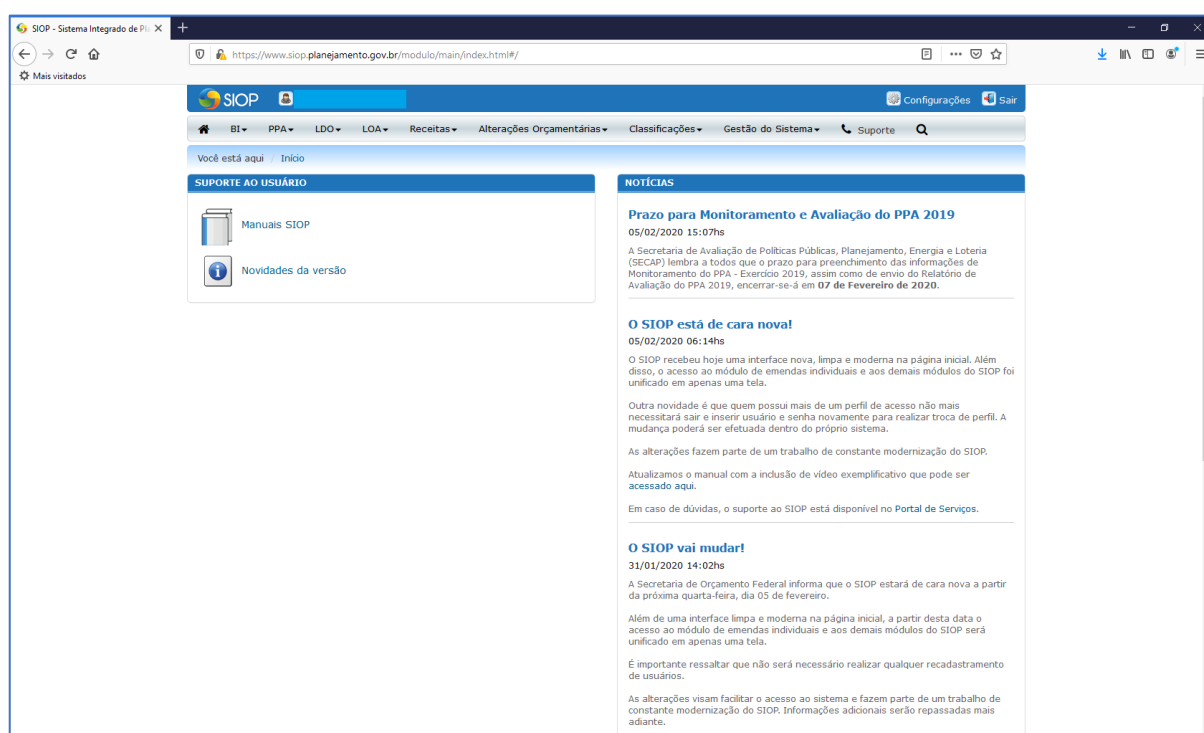 SIOP - Sistema Integrado de Pl
https://www.siop.planejamento.gov.br/modulo/main/index.html#/
Mais visitados
SIOP
Configurações Sair
BI PPA LDO LOA Receitas Alterações Orçamentárias Classificações Gestão do Sistema Suporte
Você está aqui / Início
SUPORTE AO USUÁRIO
Manuais SIOP
Novidades da versão
NOTÍCIAS
Prazo para Monitoramento e Avaliação do PPA 2019
05/02/2020 15:07hs
A Secretaria de Avaliação de Políticas Públicas, Planejamento, Energia e Loteria
(SECAP) lembra a todos que o prazo para preenchimento das informações de
Monitoramento do PPA - Exercício 2019, assim como de envio do Relatório de
Avaliação do PPA 2019, encerrar-se-á em 07 de Fevereiro de 2020.
O SIOP está de cara nova!
05/02/2020 06:14hs
O SIOP recebeu hoje uma interface nova, limpa e moderna na página inicial. Além
disso, o acesso ao módulo de emendas individuais e aos demais módulos do SIOP foi
unificado em apenas uma tela.
Outra novidade é que quem possui mais de um perfil de acesso não mais
necessitará sair e inserir usuário e senha novamente para realizar troca de perfil. A
mudança poderá ser efetuada dentro do próprio sistema.
As alterações fazem parte de um trabalho de constante modernização do SIOP.
Atualizamos o manual com a inclusão de vídeo exemplificativo que pode ser
acessado aqui.
Em caso de dúvidas, o suporte ao SIOP está disponível no Portal de Serviços.
O SIOP vai mudar!
31/01/2020 14:02hs
A Secretaria de Orçamento Federal informa que o SIOP estará de cara nova a partir
da próxima quarta-feira, dia 05 de fevereiro.
Além de uma interface limpa e moderna na página inicial, a partir desta data o
acesso ao módulo de emendas individuais e aos demais módulos do SIOP será
unificado em apenas uma tela.
É importante ressaltar que não será necessário realizar qualquer recadastramento
de usuários.
As alterações visam facilitar o acesso ao sistema e fazem parte de um trabalho de
constante modernização do SIOP. Informações adicionais serão repassadas mais
adiante.